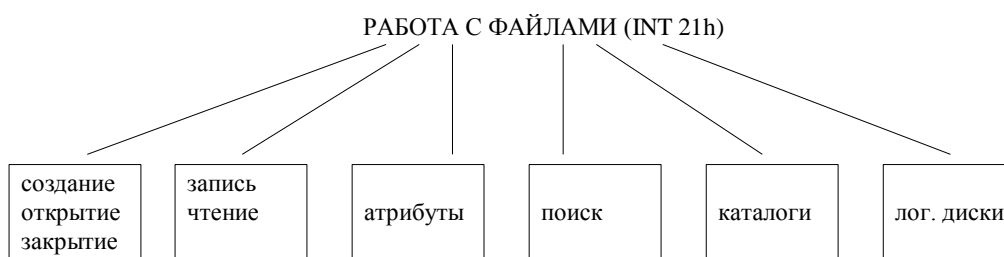 РАБОТА С ФАЙЛАМИ (INT 21h)
создание
открытие
закрытие
запись
чтение
атрибуты
поиск
каталоги
лог. диски